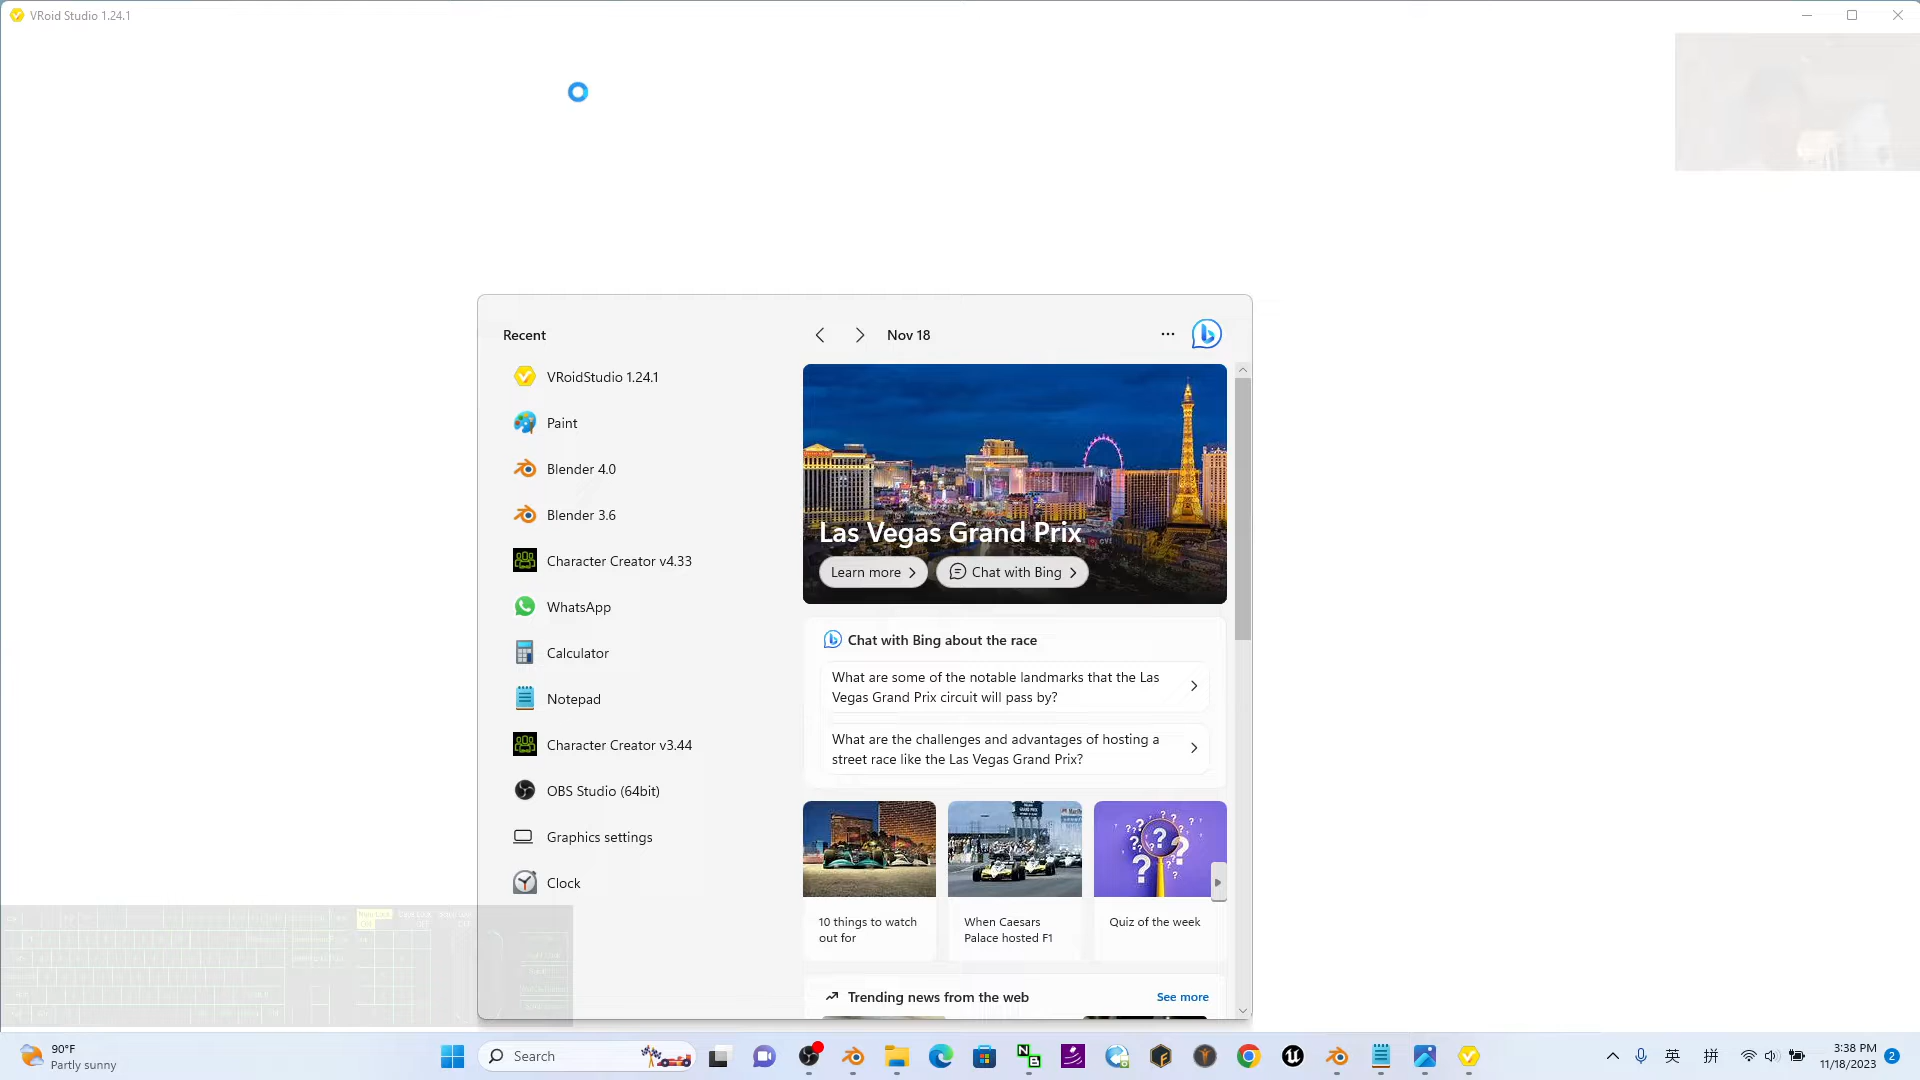 VRoid Studio 1.24.1
Recent
Nov 18
VRoidStudio 1.24.1
Paint
Blender 4.0
Blender 3.6
Character Creator v4.33
WhatsApp
Calculator
Notepad
Character Creator v3.44
OBS Studio (64bit)
Graphics settings
Clock
Las Vegas Grand Prix
Learn more
Chat with Bing
Chat with Bing about the race
What are some of the notable landmarks that the Las
Vegas Grand Prix circuit will pass by?
What are the challenges and advantages of hosting a
street race like the Las Vegas Grand Prix?
10 things to watch
out for
When Caesars
Palace hosted F1
Quiz of the week
Trending news from the web
See more
90°F
Partly sunny
Search
英
拼
3:38 PM
11/18/2023
2